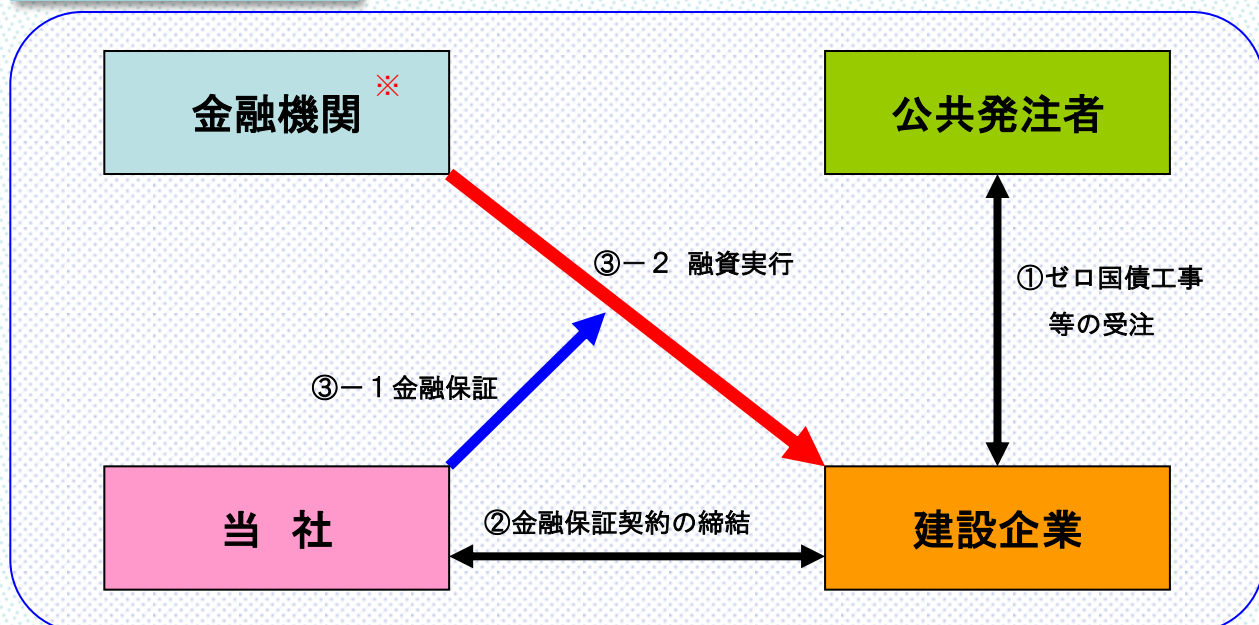 金融機関 ※
公共発注者
③－２ 融資実行
①ゼロ国債工事
等の受注
③－１金融保証
②金融保証契約の締結
当 社
建設企業